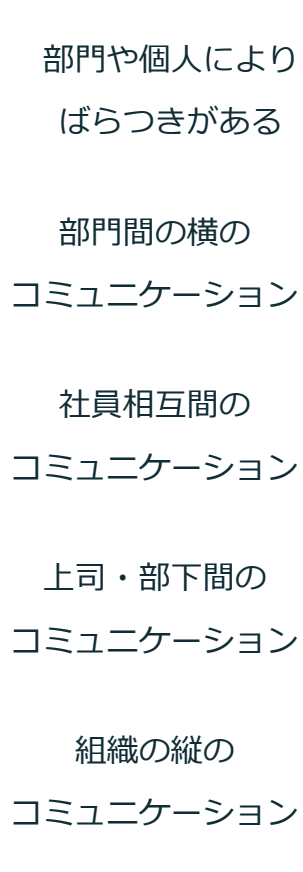 部門や個人により
ばらつきがある
部門間の横の
コミュニケーション
社員相互間の
コミュニケーション
上司・部下間の
コミュニケーション
組織の縦の
コミュニケーション